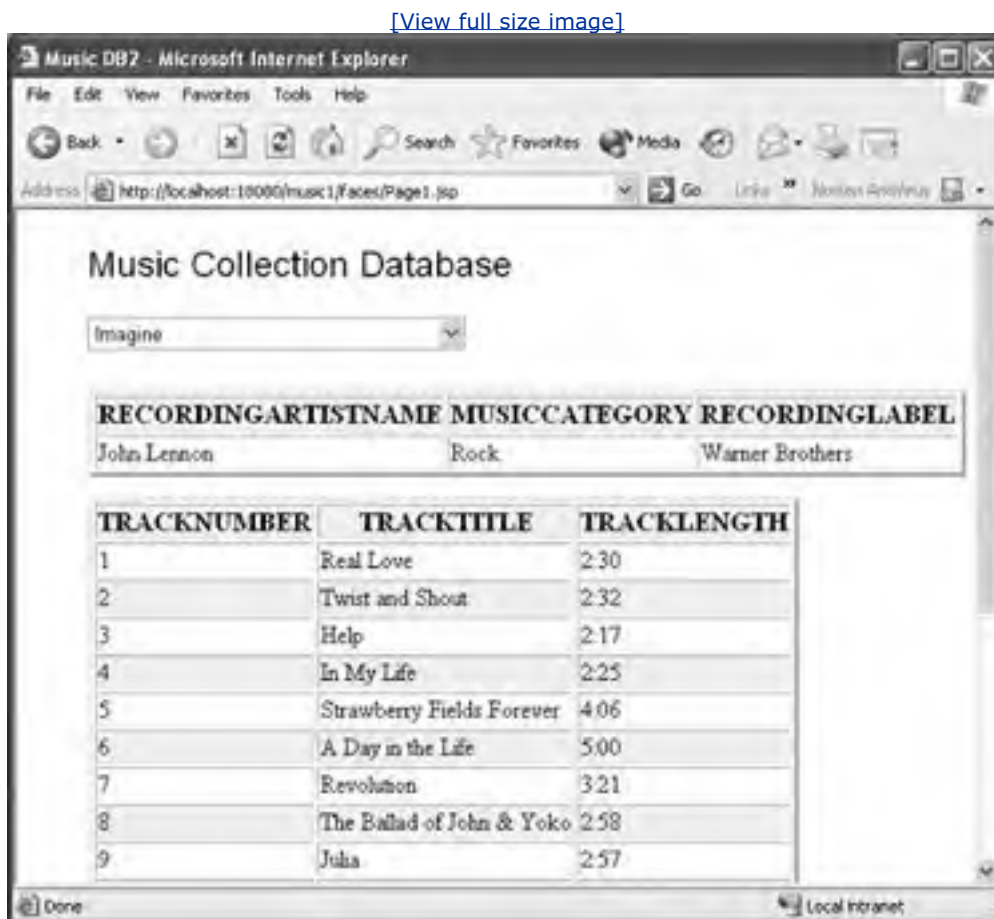 [View full size image]
Music DB2 - Microsoft Internet Explorer
File Edit View Favorites Tools Help
Back Search Favorites Media
Address http://localhost:18080/music1/faces/Page1.jsp Go Links » Norton AntiVirus
Music Collection Database
Imagine
RECORDINGARTISTNAME MUSICCATEGORY RECORDINGLABEL
John Lennon Rock Warner Brothers
TRACKNUMBER TRACKTITLE TRACKLENGTH
1 Real Love 2:30
2 Twist and Shout 2:32
3 Help 2:17
4 In My Life 2:25
5 Strawberry Fields Forever 4:06
6 A Day in the Life 5:00
7 Revolution 3:21
8 The Ballad of John & Yoko 2:58
9 Julia 2:57
Done Local intranet